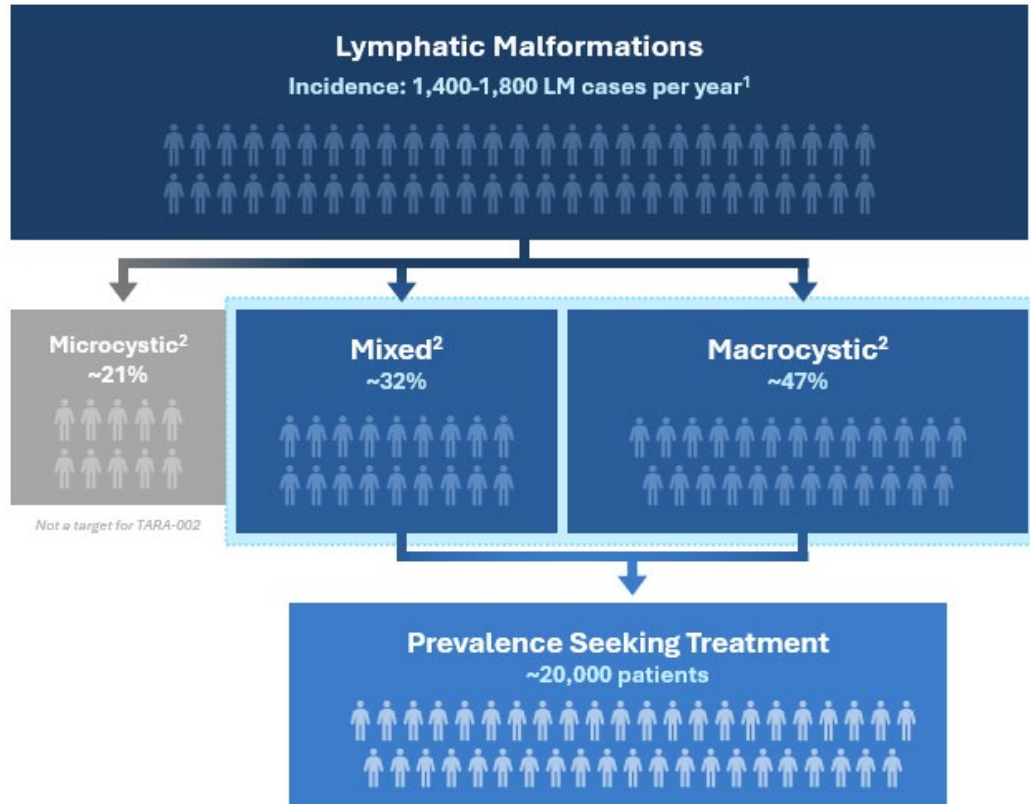 Lymphatic Malformations
Incidence: 1,400-1,800 LM cases per year¹
Microcystic²
~21%
Mixed²
~32%
Macrocystic²
~47%
Not a target for TARA-002
Prevalence Seeking Treatment
~20,000 patients